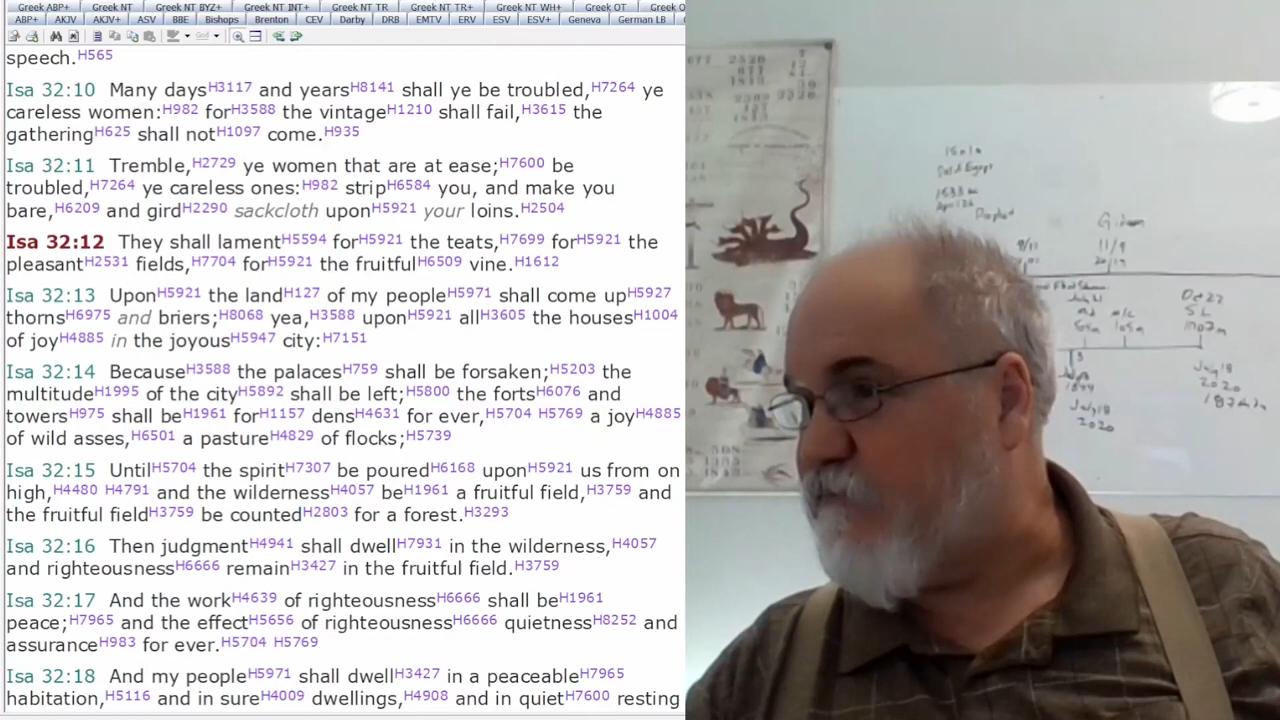 Greek ABP+ Greek NT Greek NT BYZ+ Greek NT INT+ Greek NT TR Greek NT TR+ Greek NT WH+ Greek OT Greek O
ABP+ AKJV AKJV+ ASV BBE Bishops Brenton CEV Darby DRB EMTV ERV ESV ESV+ Geneva German LB
speech.H565
Isa 32:10 Many daysH3117 and yearsH8141 shall ye be troubled,H7264 ye
careless women:H982 forH3588 the vintageH1210 shall fail,H3615 the
gatheringH625 shall notH1097 come.H935
Isa 32:11 Tremble,H2729 ye women that are at ease;H7600 be
troubled,H7264 ye careless ones:H982 stripH6584 you, and make you
bare,H6209 and girdH2290 sackcloth uponH5921 your loins.H2504
Isa 32:12 They shall lamentH5594 forH5921 the teats,H7699 forH5921 the
pleasantH2531 fields,H7704 forH5921 the fruitfulH6509 vine.H1612
Isa 32:13 UponH5921 the landH127 of my peopleH5971 shall come upH5927
thornsH6975 and briers;H8068 yea,H3588 uponH5921 allH3605 the housesH1004
of joyH4885 in the joyousH5947 city:H7151
Isa 32:14 BecauseH3588 the palacesH759 shall be forsaken;H5203 the
multitudeH1995 of the cityH5892 shall be left;H5800 the fortsH6076 and
towersH975 shall beH1961 forH1157 densH4631 for ever,H5704 H5769 a joyH4885
of wild asses,H6501 a pastureH4829 of flocks;H5739
Isa 32:15 UntilH5704 the spiritH7307 be pouredH6168 uponH5921 us from on
high,H4480 H4791 and the wildernessH4057 beH1961 a fruitful field,H3759 and
the fruitful fieldH3759 be countedH2803 for a forest.H3293
Isa 32:16 Then judgmentH4941 shall dwellH7931 in the wilderness,H4057
and righteousnessH6666 remainH3427 in the fruitful field.H3759
Isa 32:17 And the workH4639 of righteousnessH6666 shall beH1961
peace;H7965 and the effectH5656 of righteousnessH6666 quietnessH8252 and
assuranceH983 for ever.H5704 H5769
Isa 32:18 And my peopleH5971 shall dwellH3427 in a peaceableH7965
habitation,H5116 and in sureH4009 dwellings,H4908 and in quietH7600 resting
677 2520
2520
11/9
Oct 22
July 18
2020
1844
July 18
2020